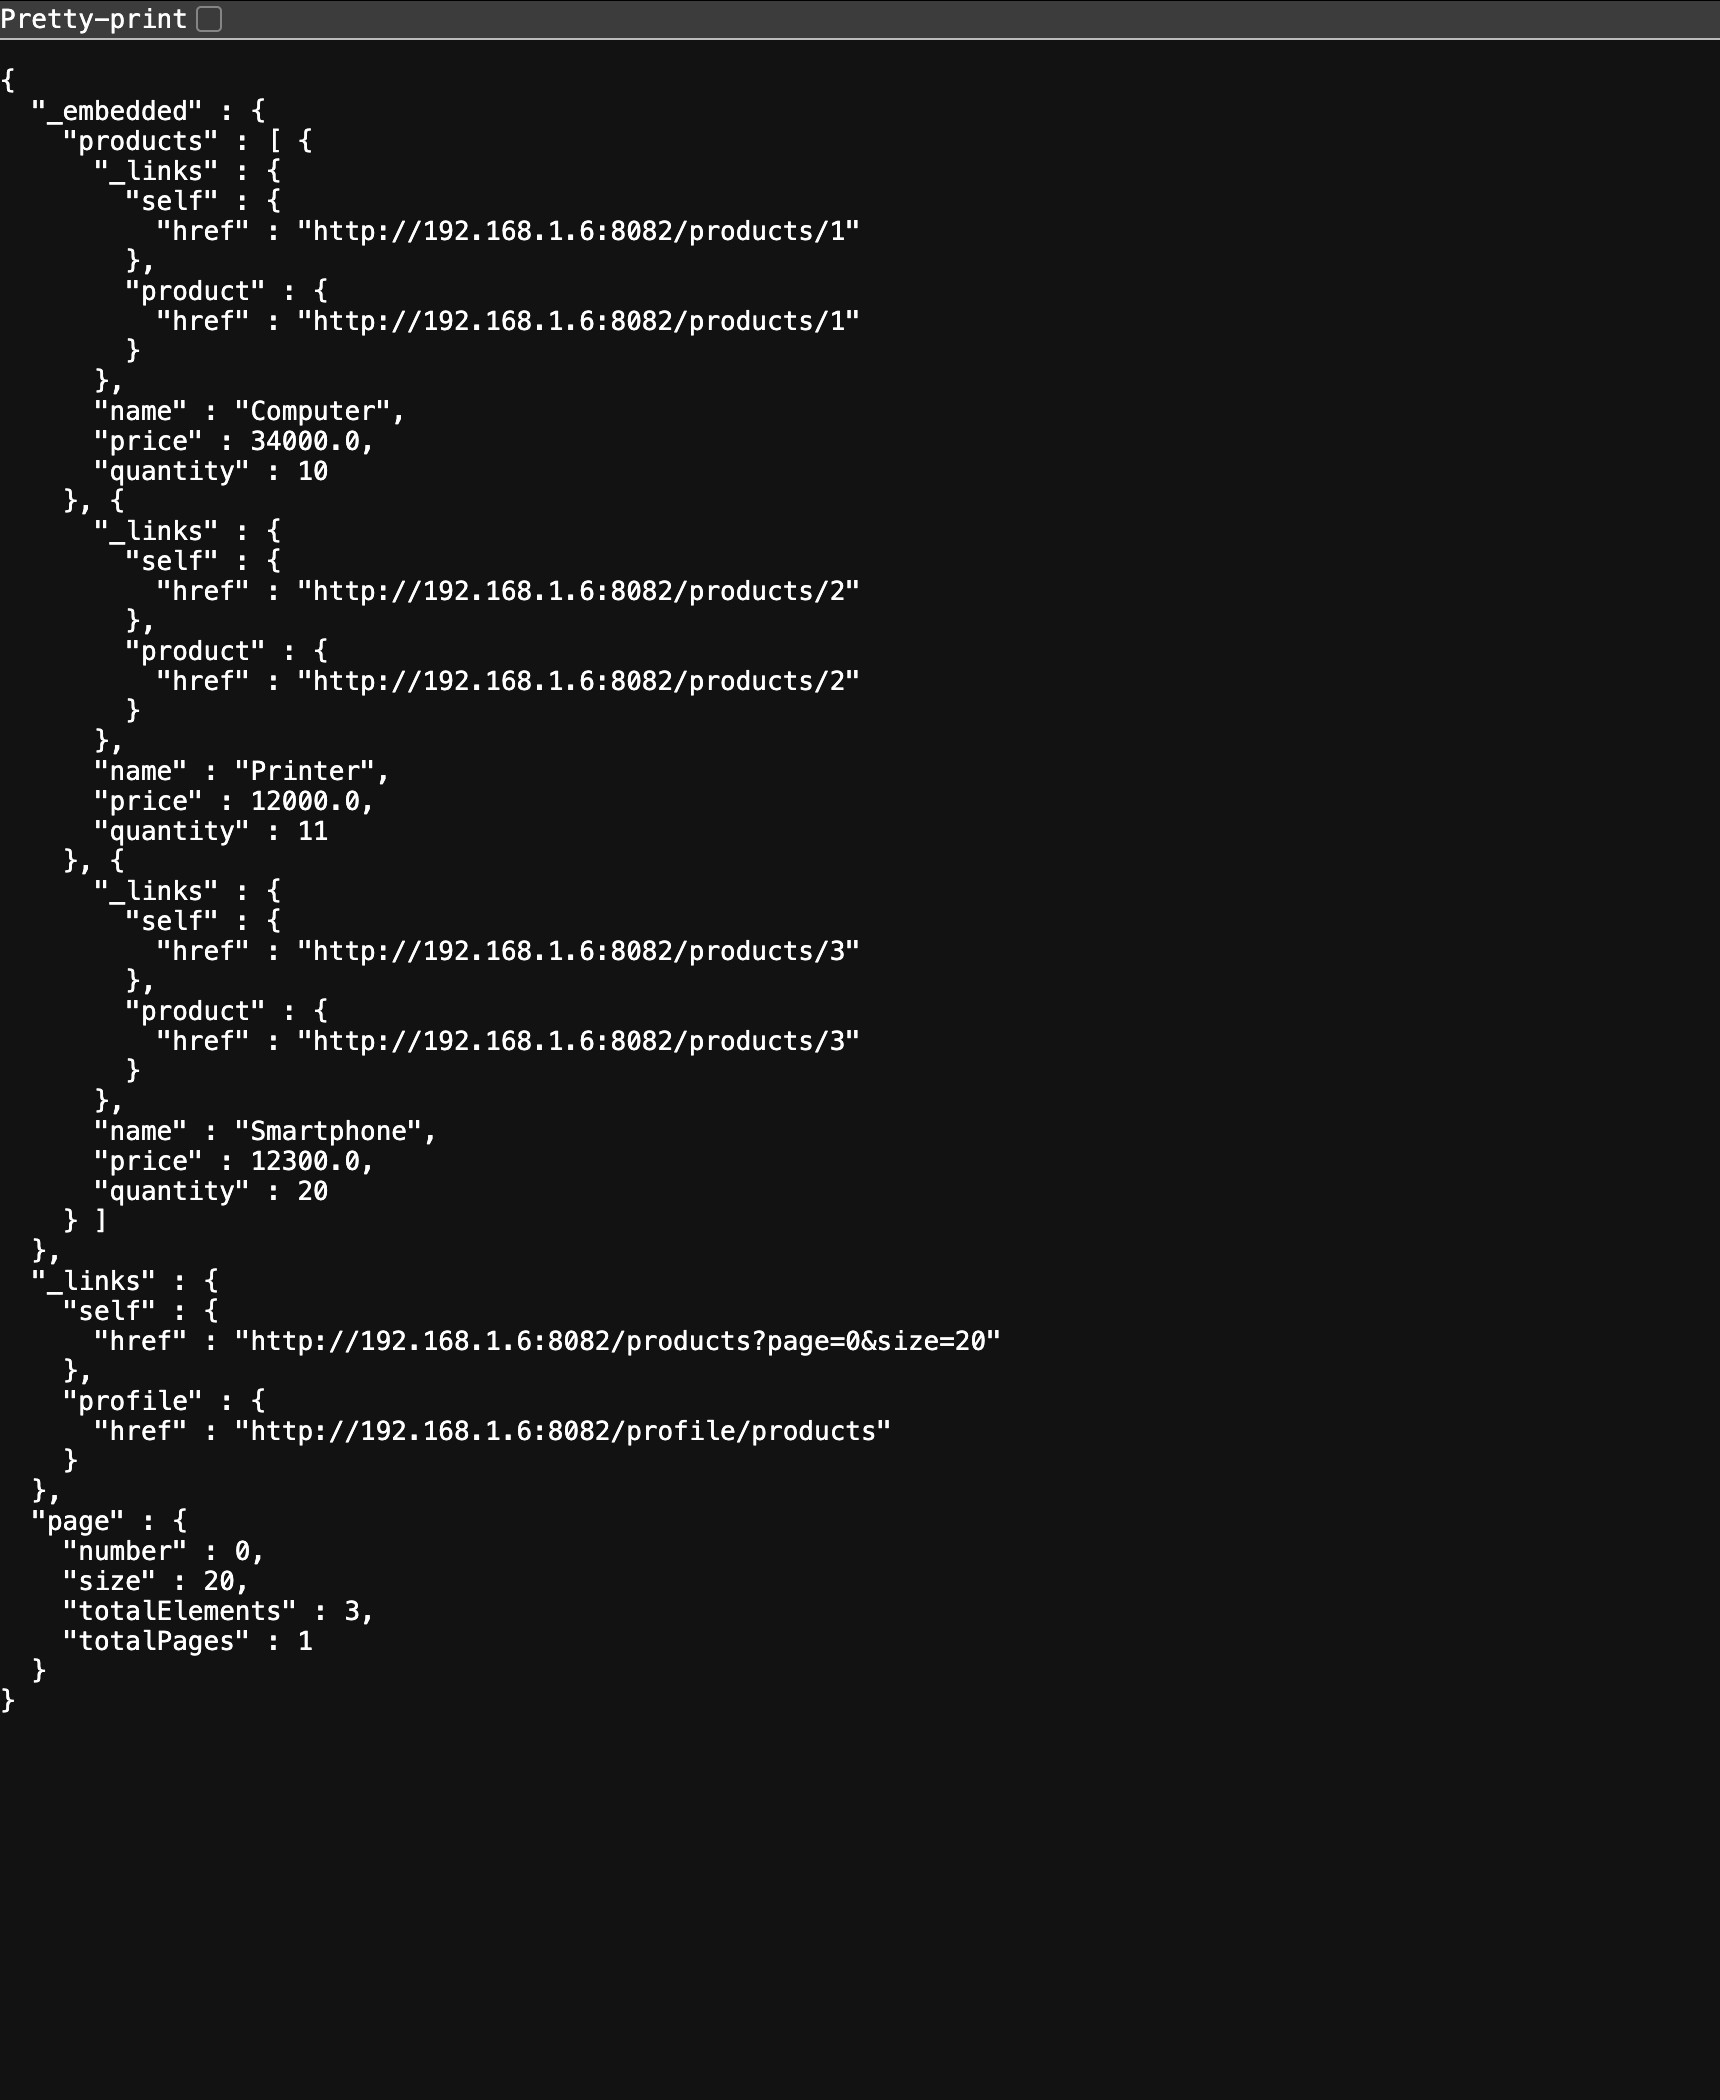 Pretty-print
{
  "_embedded" : {
    "products" : [ {
      "_links" : {
        "self" : {
          "href" : "http://192.168.1.6:8082/products/1"
        },
        "product" : {
          "href" : "http://192.168.1.6:8082/products/1"
        }
      },
      "name" : "Computer",
      "price" : 34000.0,
      "quantity" : 10
    }, {
      "_links" : {
        "self" : {
          "href" : "http://192.168.1.6:8082/products/2"
        },
        "product" : {
          "href" : "http://192.168.1.6:8082/products/2"
        }
      },
      "name" : "Printer",
      "price" : 12000.0,
      "quantity" : 11
    }, {
      "_links" : {
        "self" : {
          "href" : "http://192.168.1.6:8082/products/3"
        },
        "product" : {
          "href" : "http://192.168.1.6:8082/products/3"
        }
      },
      "name" : "Smartphone",
      "price" : 12300.0,
      "quantity" : 20
    } ]
  },
  "_links" : {
    "self" : {
      "href" : "http://192.168.1.6:8082/products?page=0&size=20"
    },
    "profile" : {
      "href" : "http://192.168.1.6:8082/profile/products"
    }
  },
  "page" : {
    "number" : 0,
    "size" : 20,
    "totalElements" : 3,
    "totalPages" : 1
  }
}